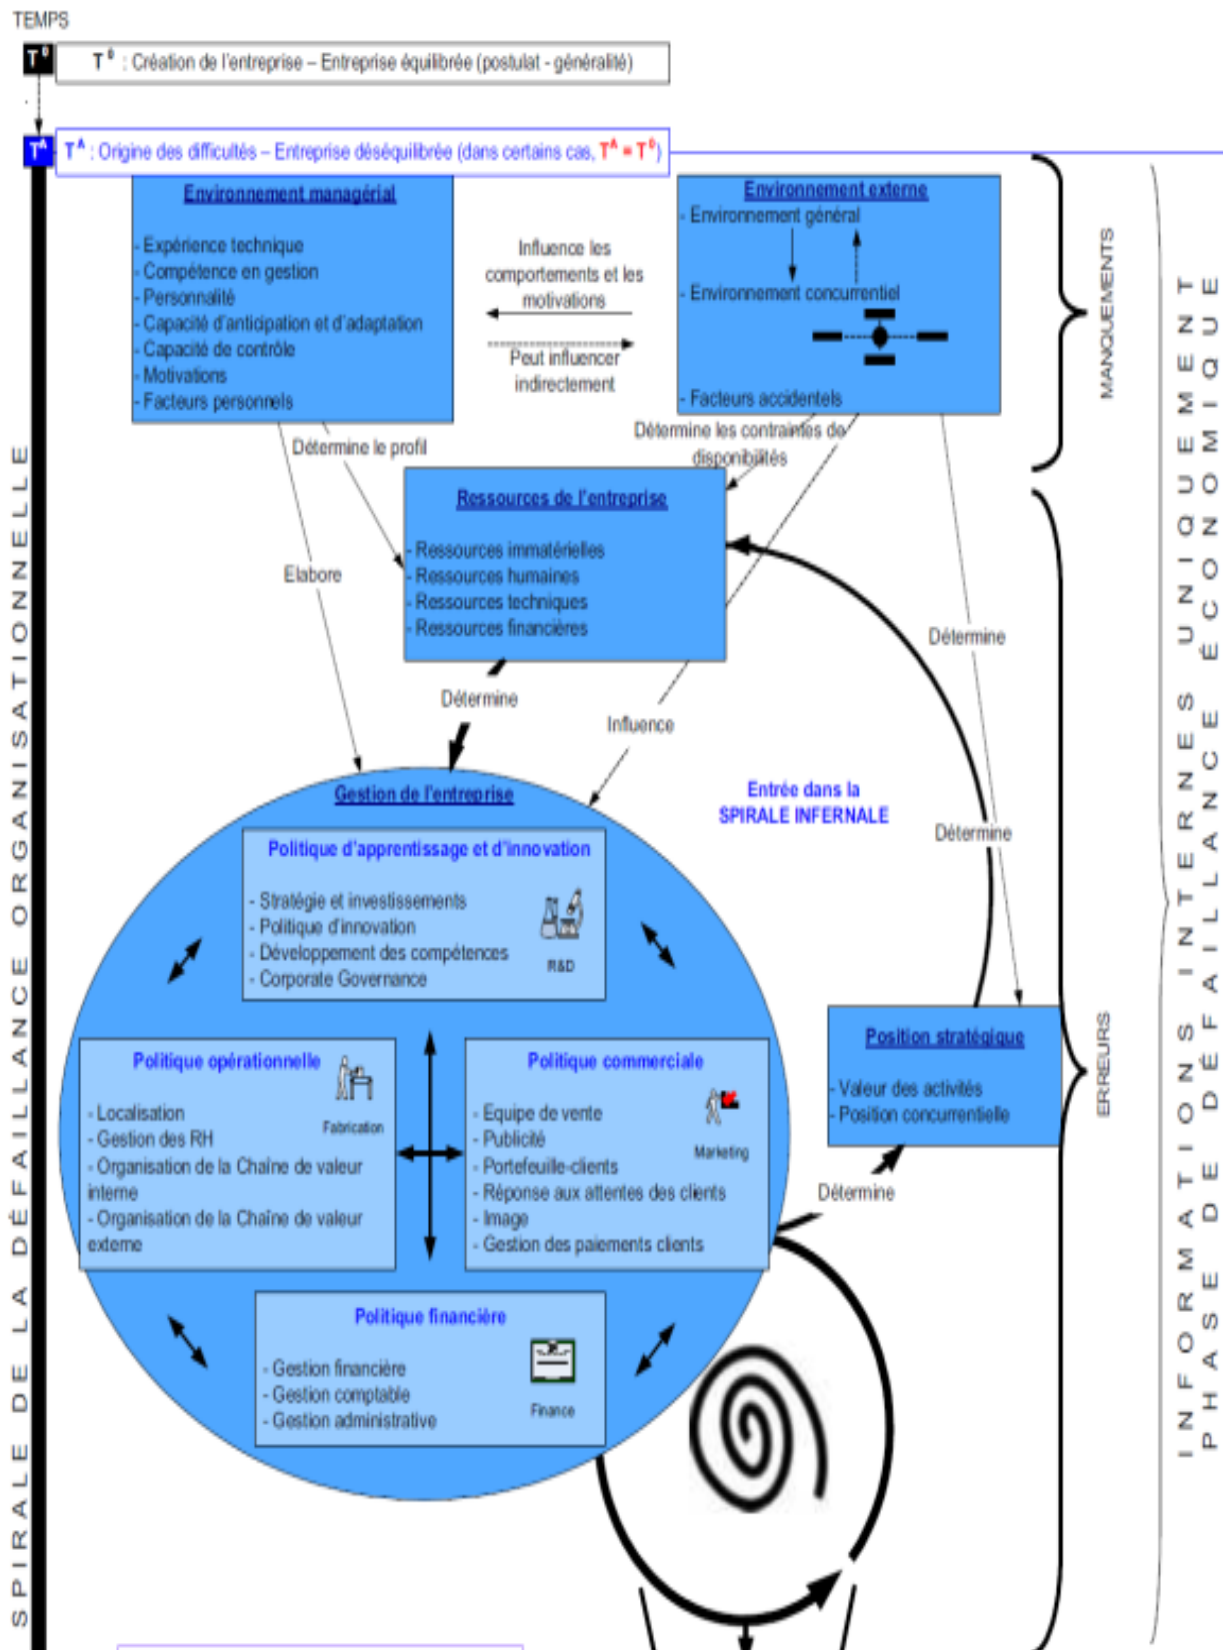 TEMPS
T⁰
T⁰ : Création de l'entreprise – Entreprise équilibrée (postulat - généralité)
Tᴬ
Tᴬ : Origine des difficultés – Entreprise déséquilibrée (dans certains cas, Tᴬ = T⁰)
Environnement managérial
- Expérience technique
- Compétence en gestion
- Personnalité
- Capacité d'anticipation et d'adaptation
- Capacité de contrôle
- Motivations
- Facteurs personnels
Influence les
comportements et les
motivations
Peut influencer
indirectement
Environnement externe
- Environnement général
- Environnement concurrentiel
- Facteurs accidentels
Détermine le profil
Détermine les contraintes de
disponibilités
Ressources de l'entreprise
- Ressources immatérielles
- Ressources humaines
- Ressources techniques
- Ressources financières
Elabore
Détermine
Détermine
Influence
Entrée dans la
SPIRALE INFERNALE
Détermine
Gestion de l'entreprise
Politique d'apprentissage et d'innovation
- Stratégie et investissements
- Politique d'innovation
- Développement des compétences
- Corporate Governance
R&D
Politique opérationnelle
- Localisation
- Gestion des RH
- Organisation de la Chaîne de valeur
interne
- Organisation de la Chaîne de valeur
externe
Fabrication
Politique commerciale
- Equipe de vente
- Publicité
- Portefeuille-clients
- Réponse aux attentes des clients
- Image
- Gestion des paiements clients
Marketing
Position stratégique
- Valeur des activités
- Position concurrentielle
Détermine
Politique financière
- Gestion financière
- Gestion comptable
- Gestion administrative
Finance
SPIRALE DE LA DÉFAILLANCE ORGANISATIONNELLE
MANQUEMENTS
ERREURS
INFORMATIONS INTERNES UNIQUEMENT
PHASE DE DÉFAILLANCE ÉCONOMIQUE